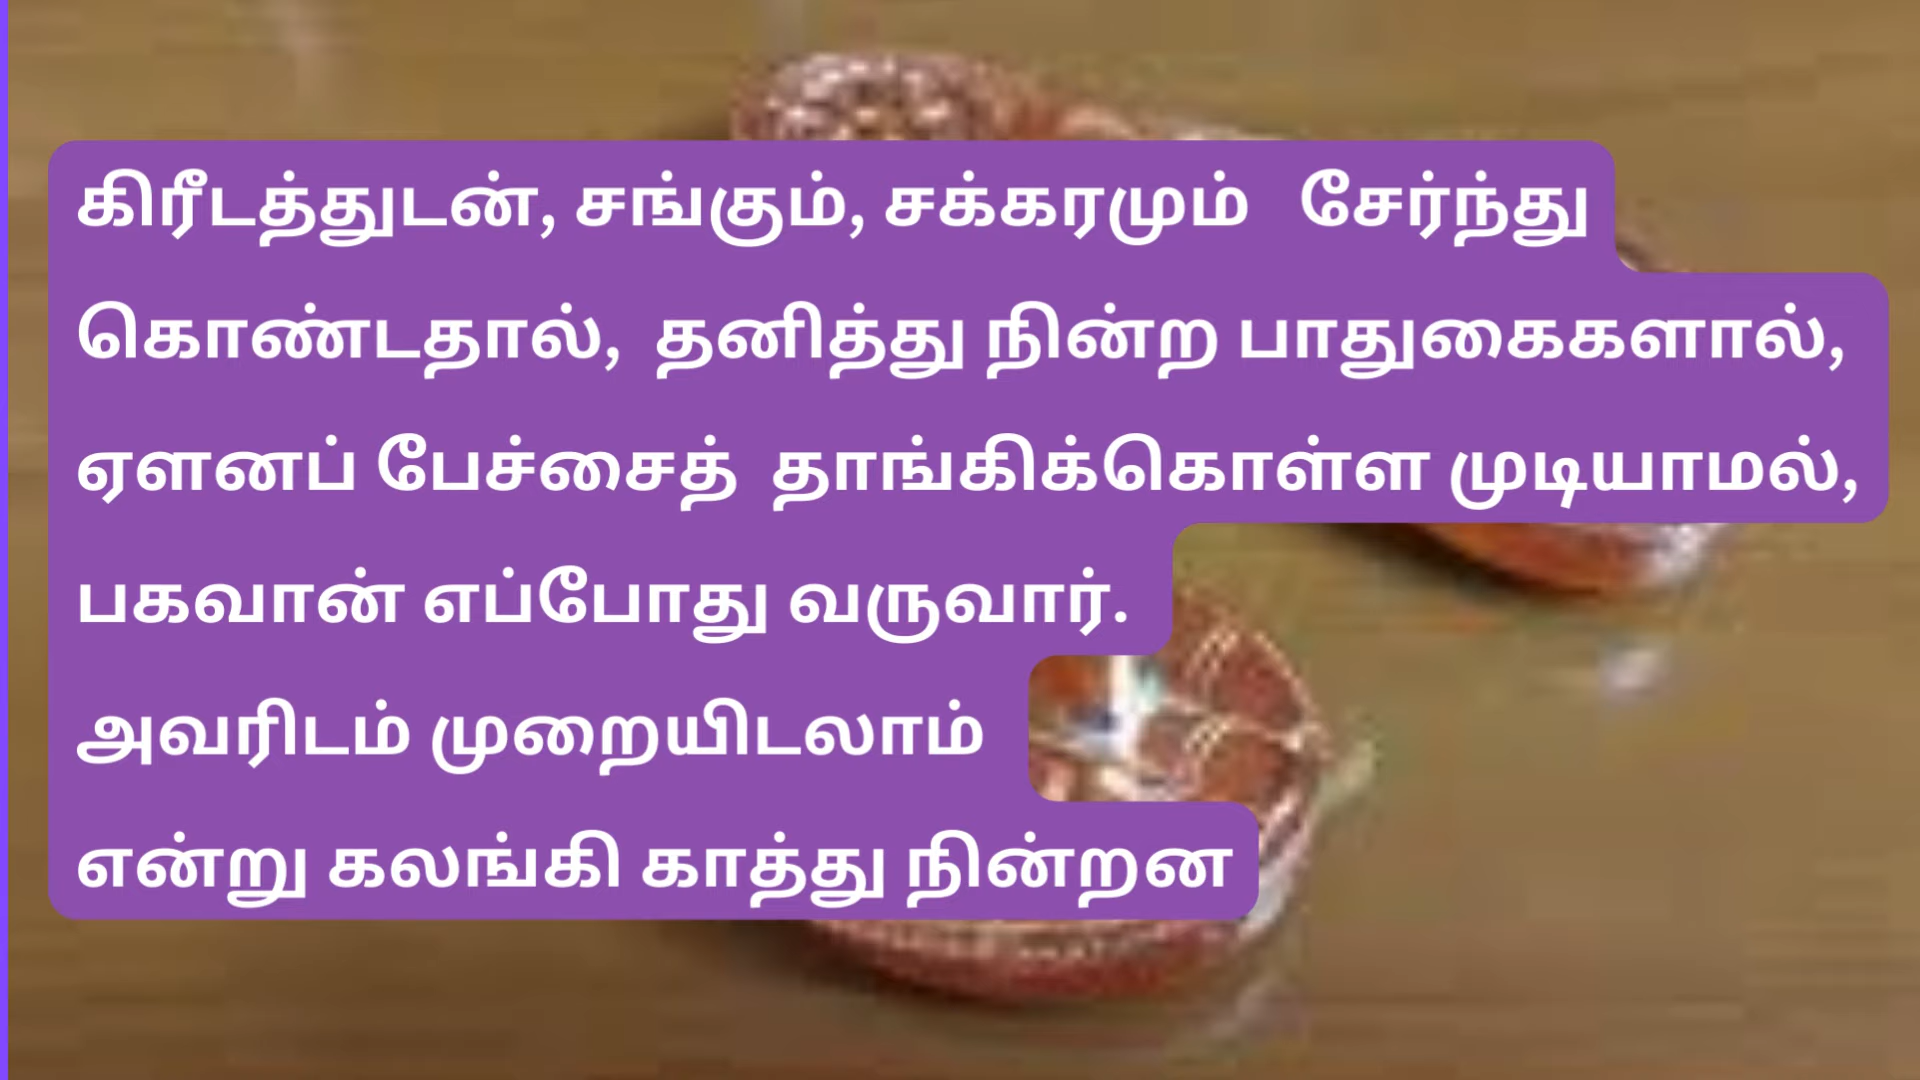 கிரீடத்துடன், சங்கும், சக்கரமும் சேர்ந்து
கொண்டதால், தனித்து நின்ற பாதுகைகளால்,
ஏளனப் பேச்சைத் தாங்கிக்கொள்ள முடியாமல்,
பகவான் எப்போது வருவார்.
அவரிடம் முறையிடலாம்
என்று கலங்கி காத்து நின்றன